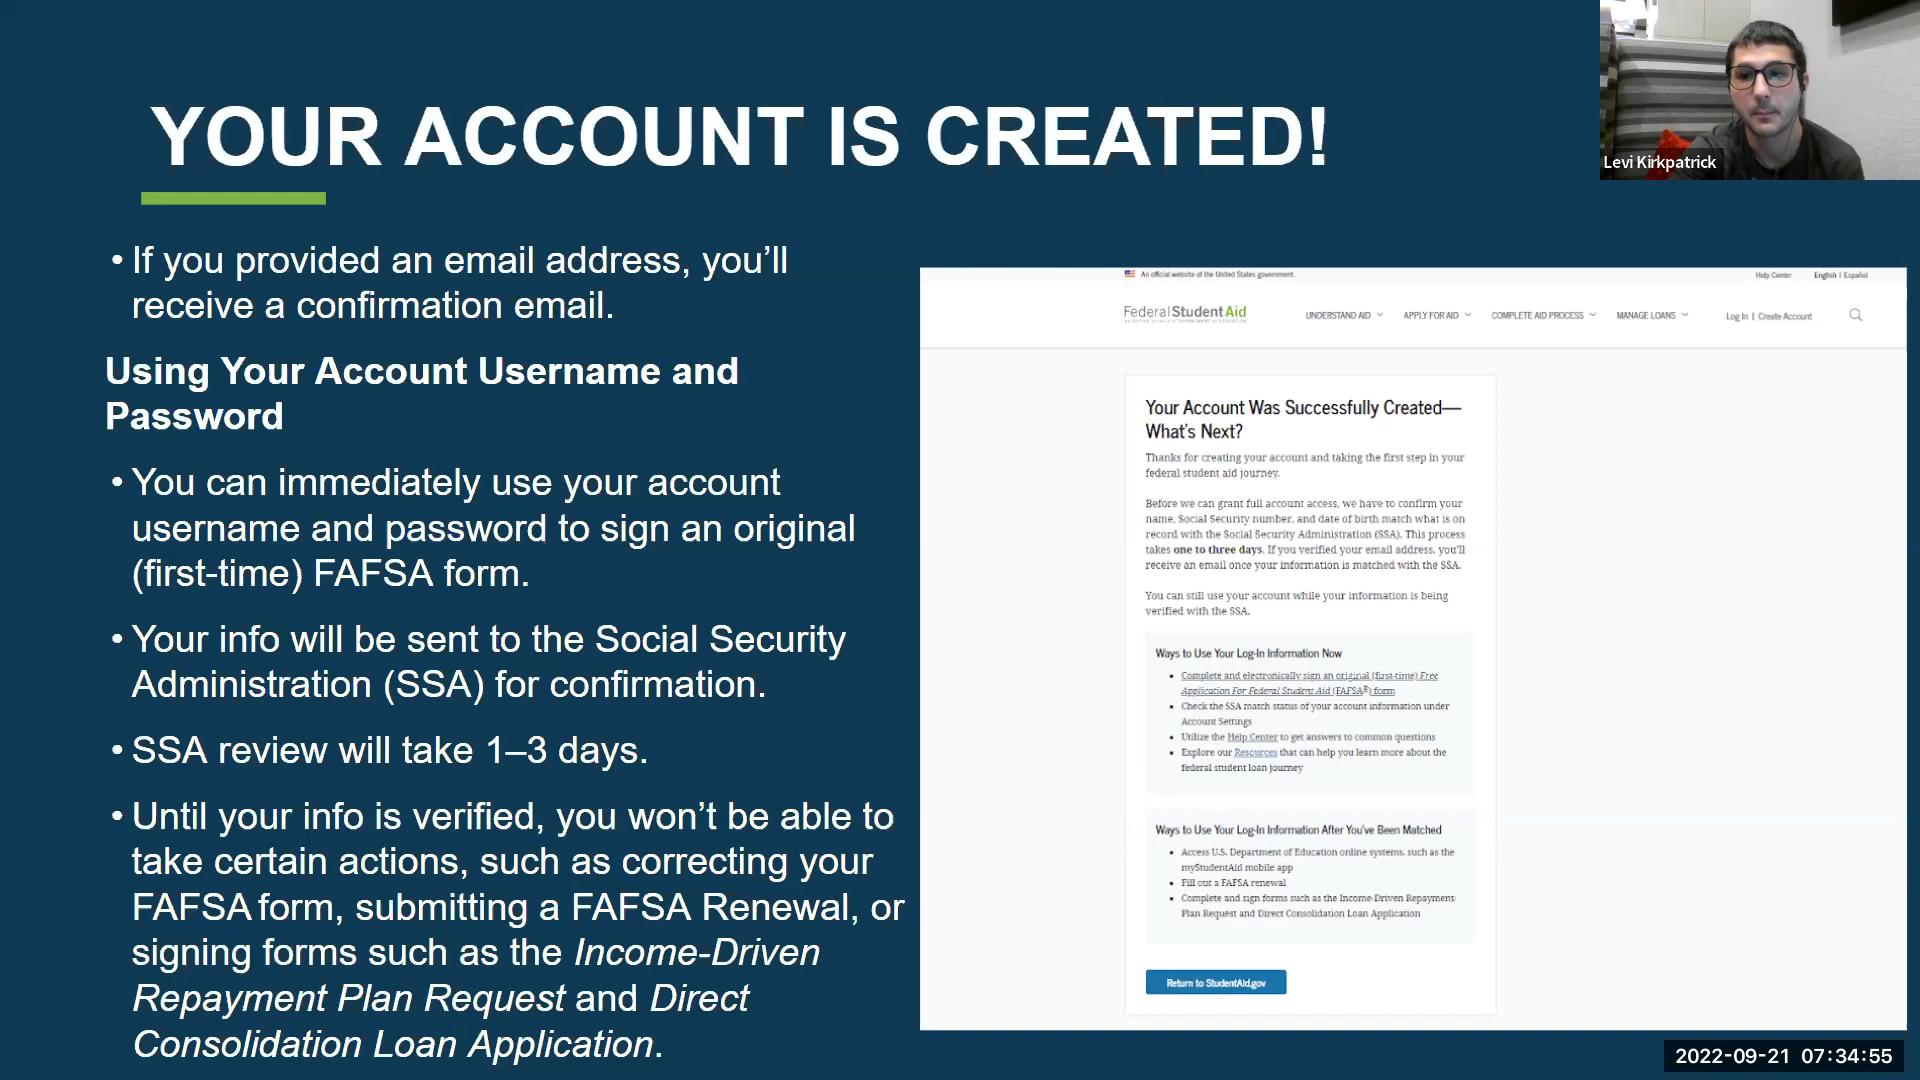 YOUR ACCOUNT IS CREATED!
Levi Kirkpatrick
• If you provided an email address, you’ll
receive a confirmation email.
Using Your Account Username and
Password
• You can immediately use your account
username and password to sign an original
(first-time) FAFSA form.
• Your info will be sent to the Social Security
Administration (SSA) for confirmation.
• SSA review will take 1–3 days.
• Until your info is verified, you won’t be able to
take certain actions, such as correcting your
FAFSA form, submitting a FAFSA Renewal, or
signing forms such as the Income-Driven
Repayment Plan Request and Direct
Consolidation Loan Application.
An official website of the United States government.
Help Center English | Español
Federal Student Aid
UNDERSTAND AID APPLY FOR AID COMPLETE AID PROCESS MANAGE LOANS Log In | Create Account
Your Account Was Successfully Created—
What's Next?
Thanks for creating your account and taking the first step in your
federal student aid journey.
Before we can grant full account access, we have to confirm your
name, Social Security number, and date of birth match what is on
record with the Social Security Administration (SSA). This process
takes one to three days. If you verified your email address, you'll
receive an email once your information is matched with the SSA.
You can still use your account while your information is being
verified with the SSA.
Ways to Use Your Log-In Information Now
• Complete and electronically sign an original (first-time) Free
Application For Federal Student Aid (FAFSA®) form
• Check the SSA match status of your account information under
Account Settings
• Utilize the Help Center to get answers to common questions
• Explore our Resources that can help you learn more about the
federal student loan journey
Ways to Use Your Log-In Information After You've Been Matched
• Access U.S. Department of Education online systems, such as the
myStudentAid mobile app
• Fill out a FAFSA renewal
• Complete and sign forms such as the Income-Driven Repayment
Plan Request and Direct Consolidation Loan Application
Return to StudentAid.gov
2022-09-21 07:34:55